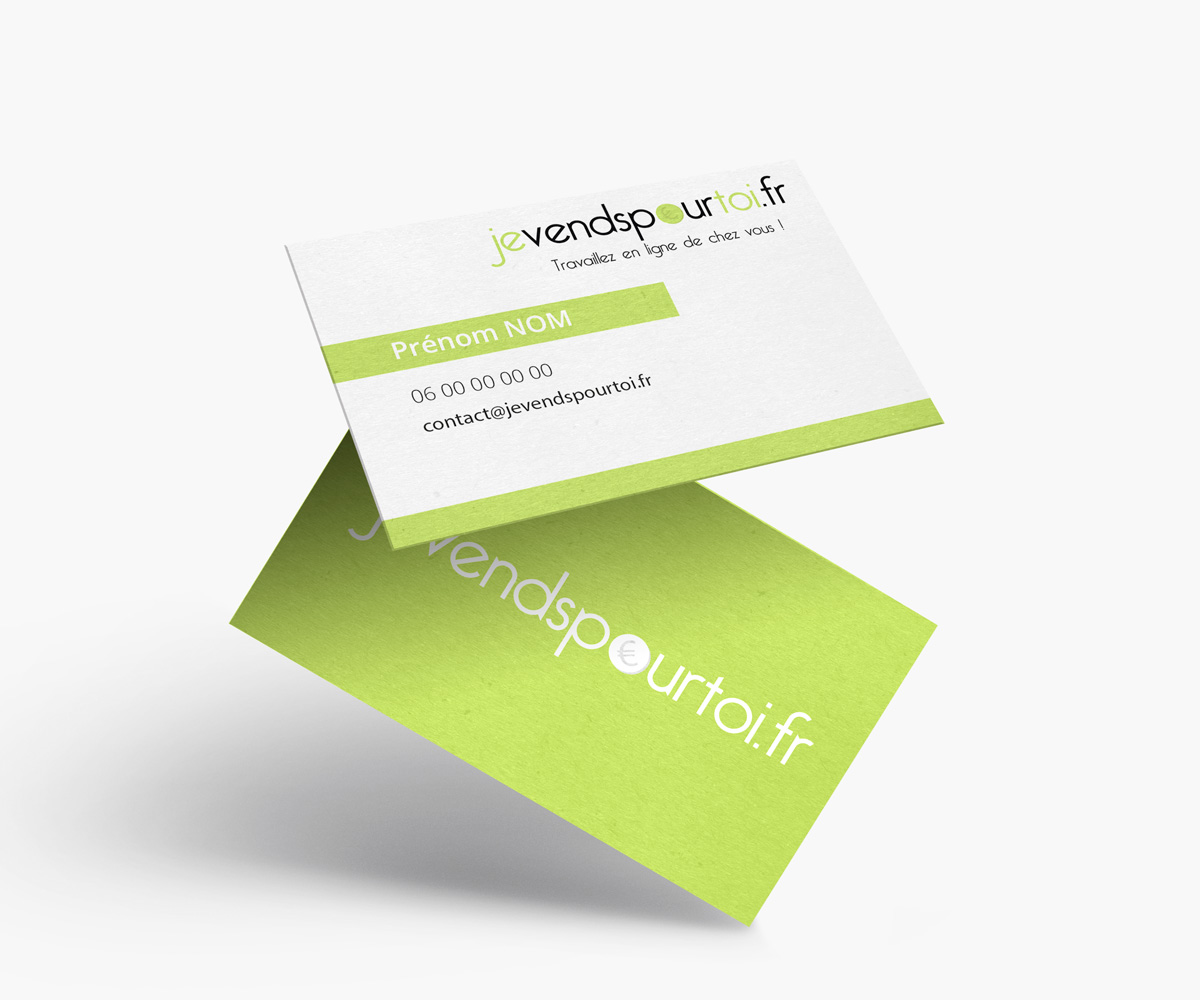 jevendspourtoi.fr
Travaillez en ligne de chez vous !
Prénom NOM
06 00 00 00 00
contact@jevendspourtoi.fr
jevendspourtoi.fr